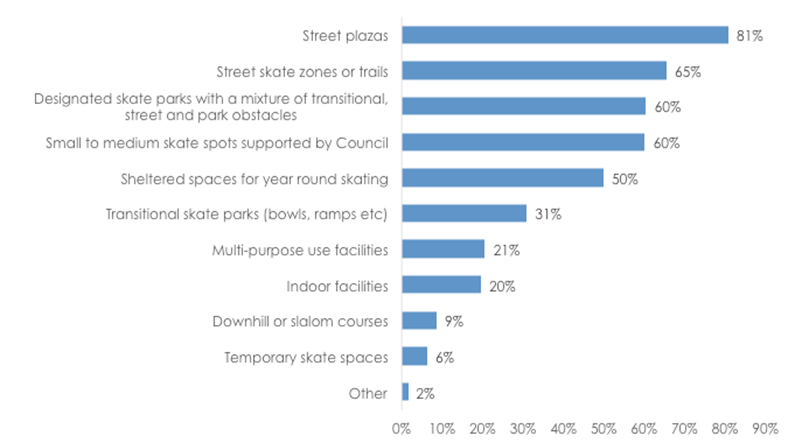 Street plazas 81%
Street skate zones or trails 65%
Designated skate parks with a mixture of transitional,
street and park obstacles 60%
Small to medium skate spots supported by Council 60%
Sheltered spaces for year round skating 50%
Transitional skate parks (bowls, ramps etc) 31%
Multi-purpose use facilities 21%
Indoor facilities 20%
Downhill or slalom courses 9%
Temporary skate spaces 6%
Other 2%
0% 10% 20% 30% 40% 50% 60% 70% 80% 90%